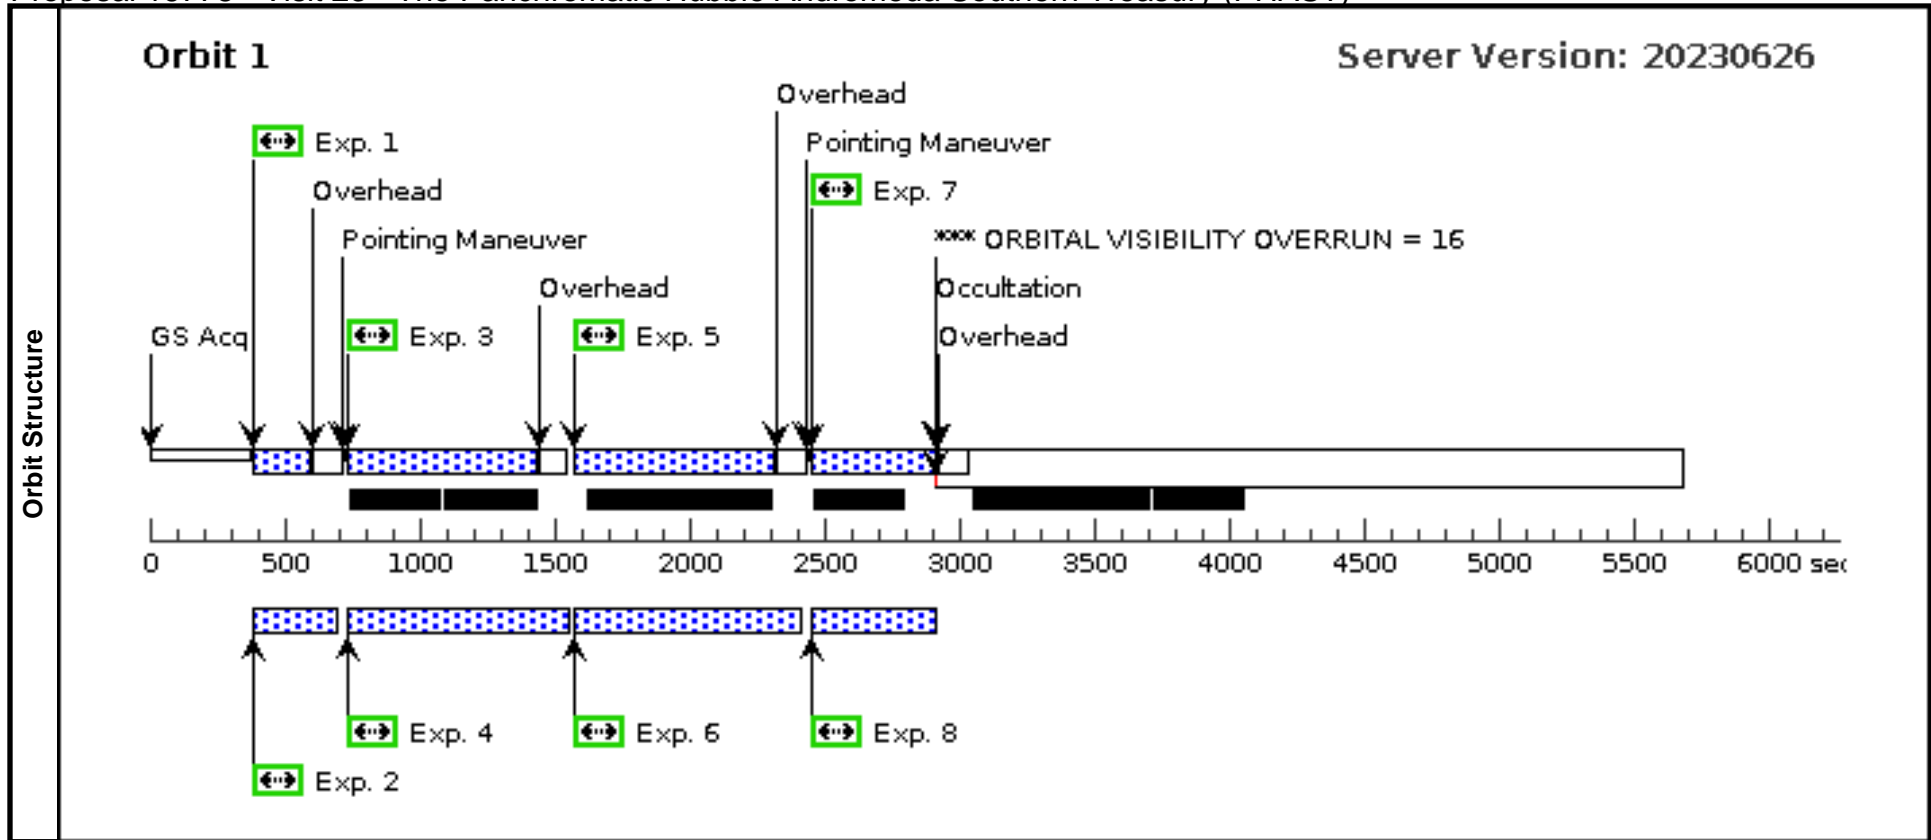 Orbit Structure
Orbit 1
Server Version: 20230626
Overhead
Exp. 1
Pointing Maneuver
Overhead
Exp. 7
Pointing Maneuver
*** ORBITAL VISIBILITY OVERRUN = 16
Overhead
Occultation
GS Acq
Exp. 3
Exp. 5
Overhead
0 500 1000 1500 2000 2500 3000 3500 4000 4500 5000 5500 6000 sec
Exp. 4
Exp. 6
Exp. 8
Exp. 2